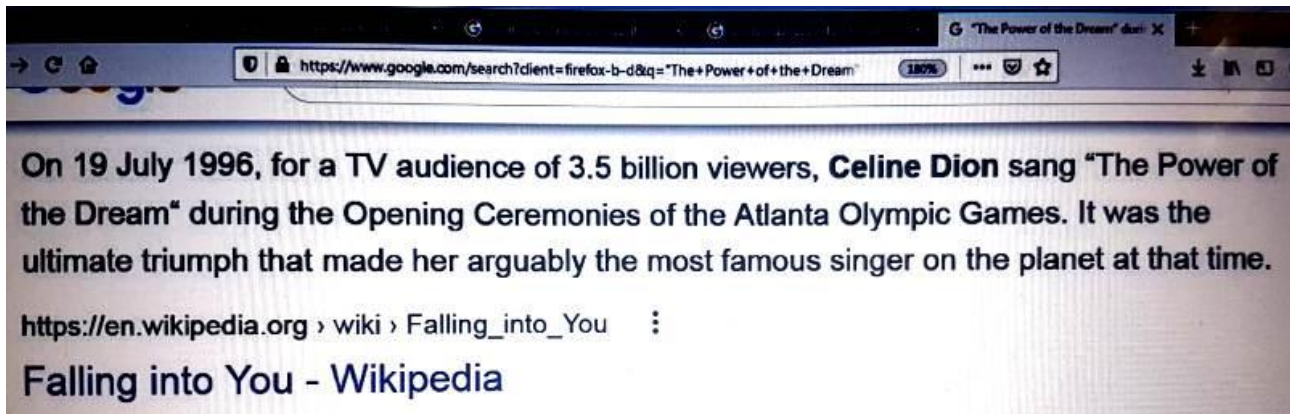 G "The Power of the Dream" duri
https://www.google.com/search?client=firefox-b-d&q="The+Power+of+the+Dream"
180%
On 19 July 1996, for a TV audience of 3.5 billion viewers, Celine Dion sang “The Power of
the Dream“ during the Opening Ceremonies of the Atlanta Olympic Games. It was the
ultimate triumph that made her arguably the most famous singer on the planet at that time.
https://en.wikipedia.org › wiki › Falling_into_You
Falling into You - Wikipedia